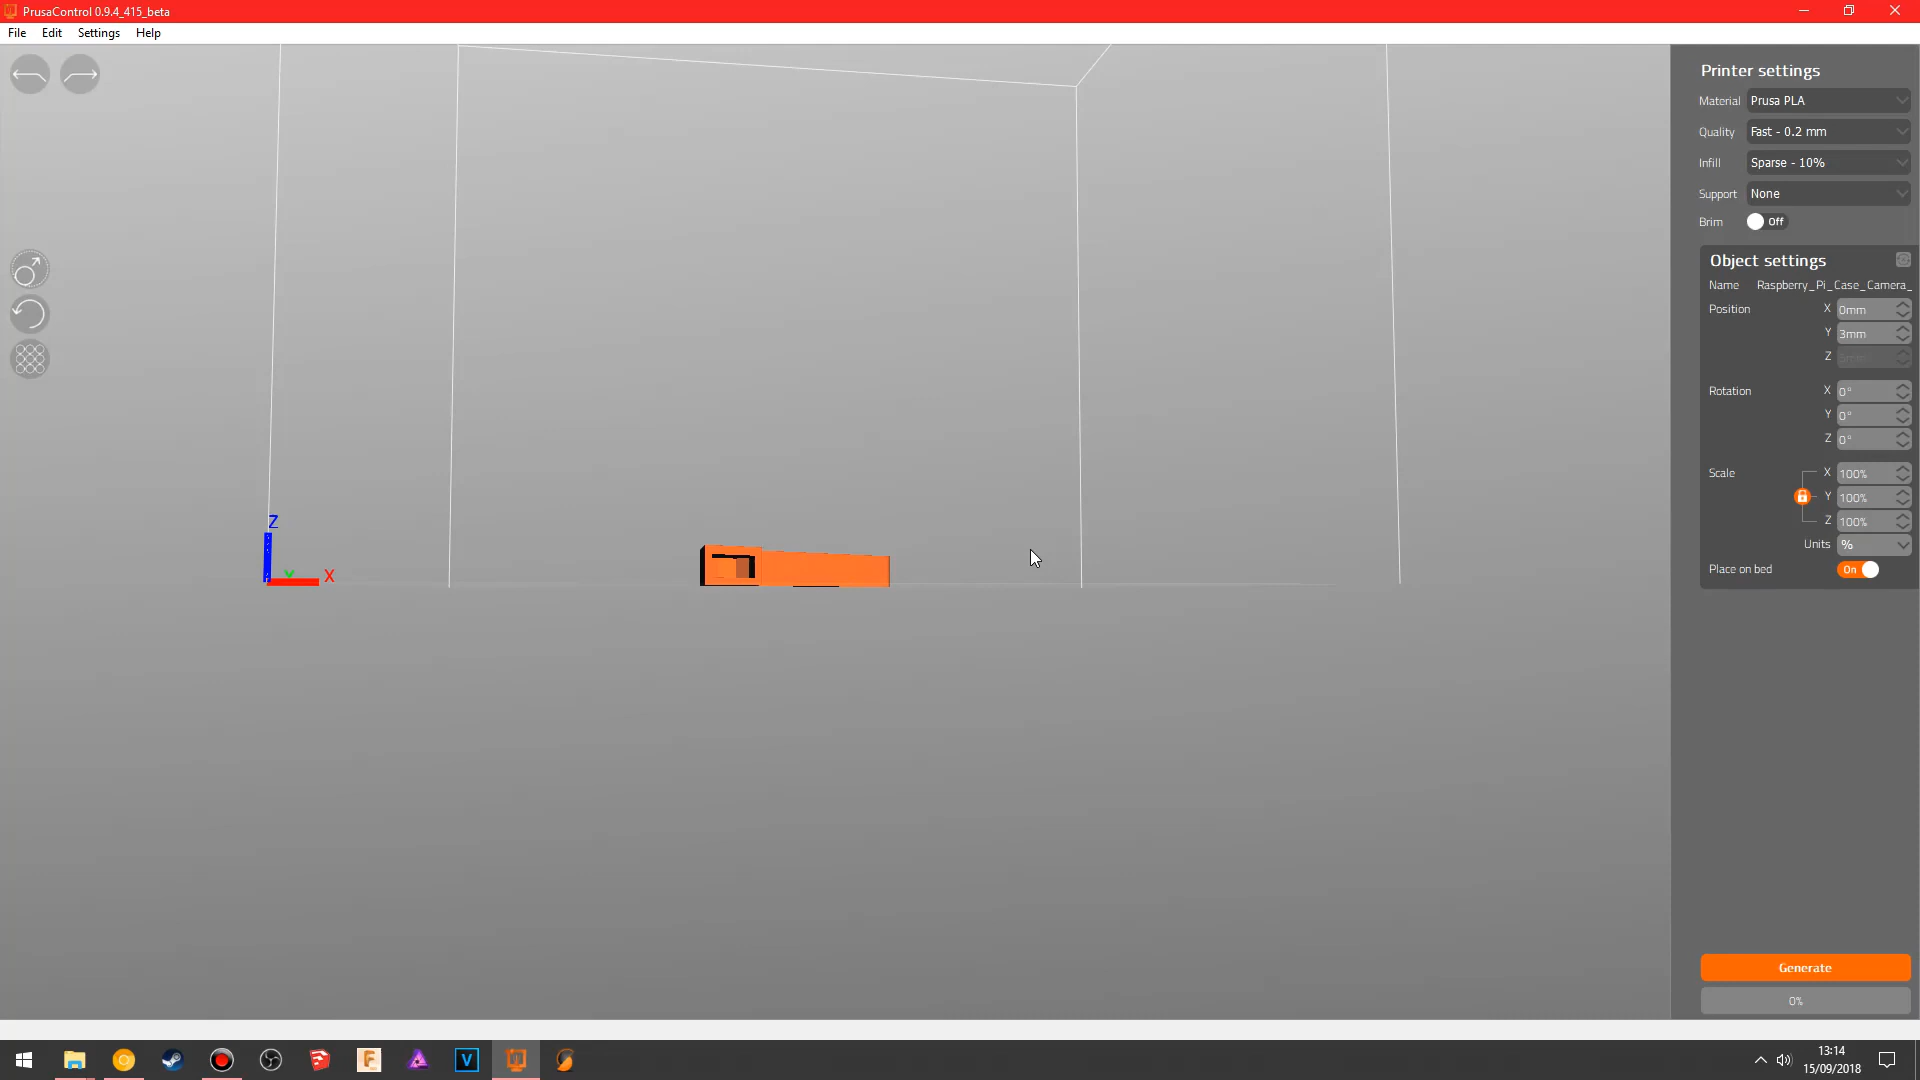 PrusaControl 0.9.4_415_beta
File Edit Settings Help
Printer settings
Material Prusa PLA
Quality Fast - 0.2 mm
Infill Sparse - 10%
Support None
Brim Off
Object settings
Name Raspberry_Pi_Case_Camera_
Position X 0mm
Y 3mm
Z
Rotation X 0°
Y 0°
Z 0°
Scale X 100%
Y 100%
Z 100%
Units %
Place on bed On
Z
Y
X
Generate
0%
F
V
13:14
15/09/2018